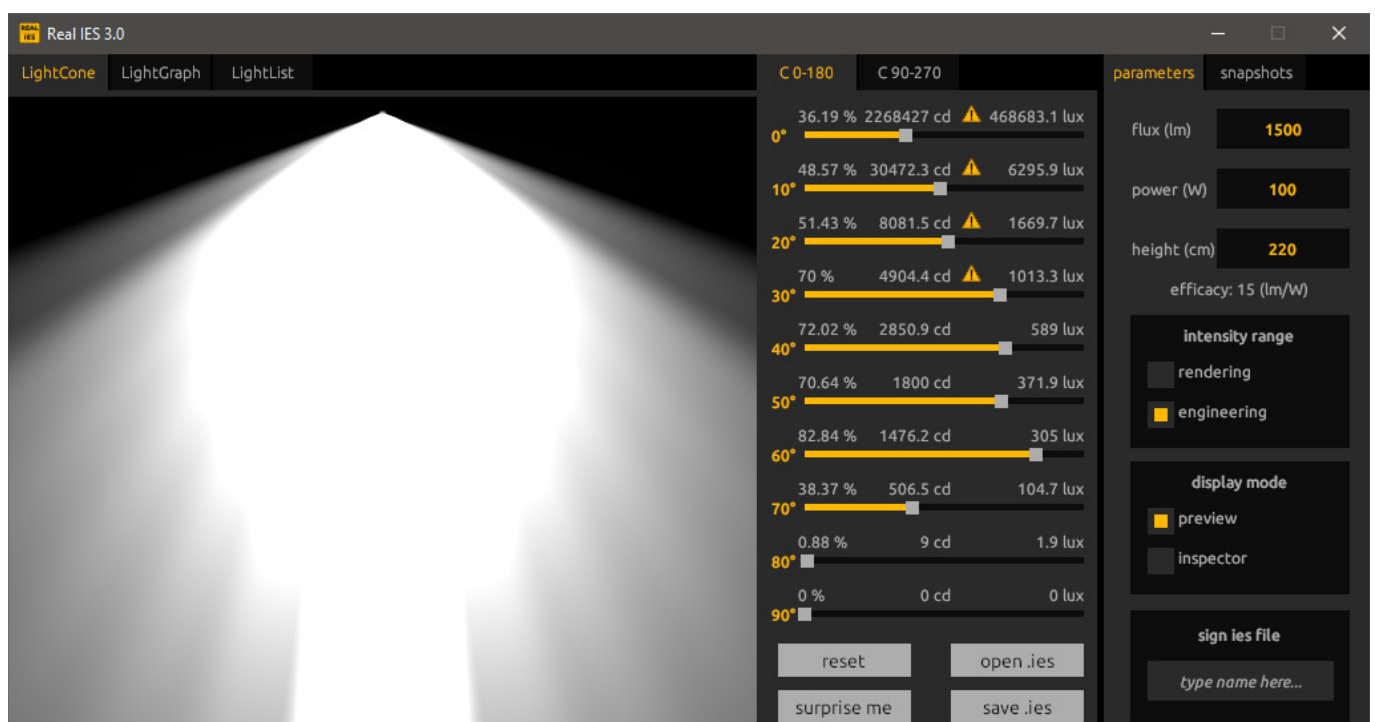 REAL ies Real IES 3.0
LightCone LightGraph LightList
C 0-180 C 90-270
parameters snapshots
36.19 % 2268427 cd 468683.1 lux
0°
48.57 % 30472.3 cd 6295.9 lux
10°
51.43 % 8081.5 cd 1669.7 lux
20°
70 % 4904.4 cd 1013.3 lux
30°
72.02 % 2850.9 cd 589 lux
40°
70.64 % 1800 cd 371.9 lux
50°
82.84 % 1476.2 cd 305 lux
60°
38.37 % 506.5 cd 104.7 lux
70°
0.88 % 9 cd 1.9 lux
80°
0 % 0 cd 0 lux
90°
reset open .ies
surprise me save .ies
flux (lm) 1500
power (W) 100
height (cm) 220
efficacy: 15 (lm/W)
intensity range
rendering
engineering
display mode
preview
inspector
sign ies file
type name here...